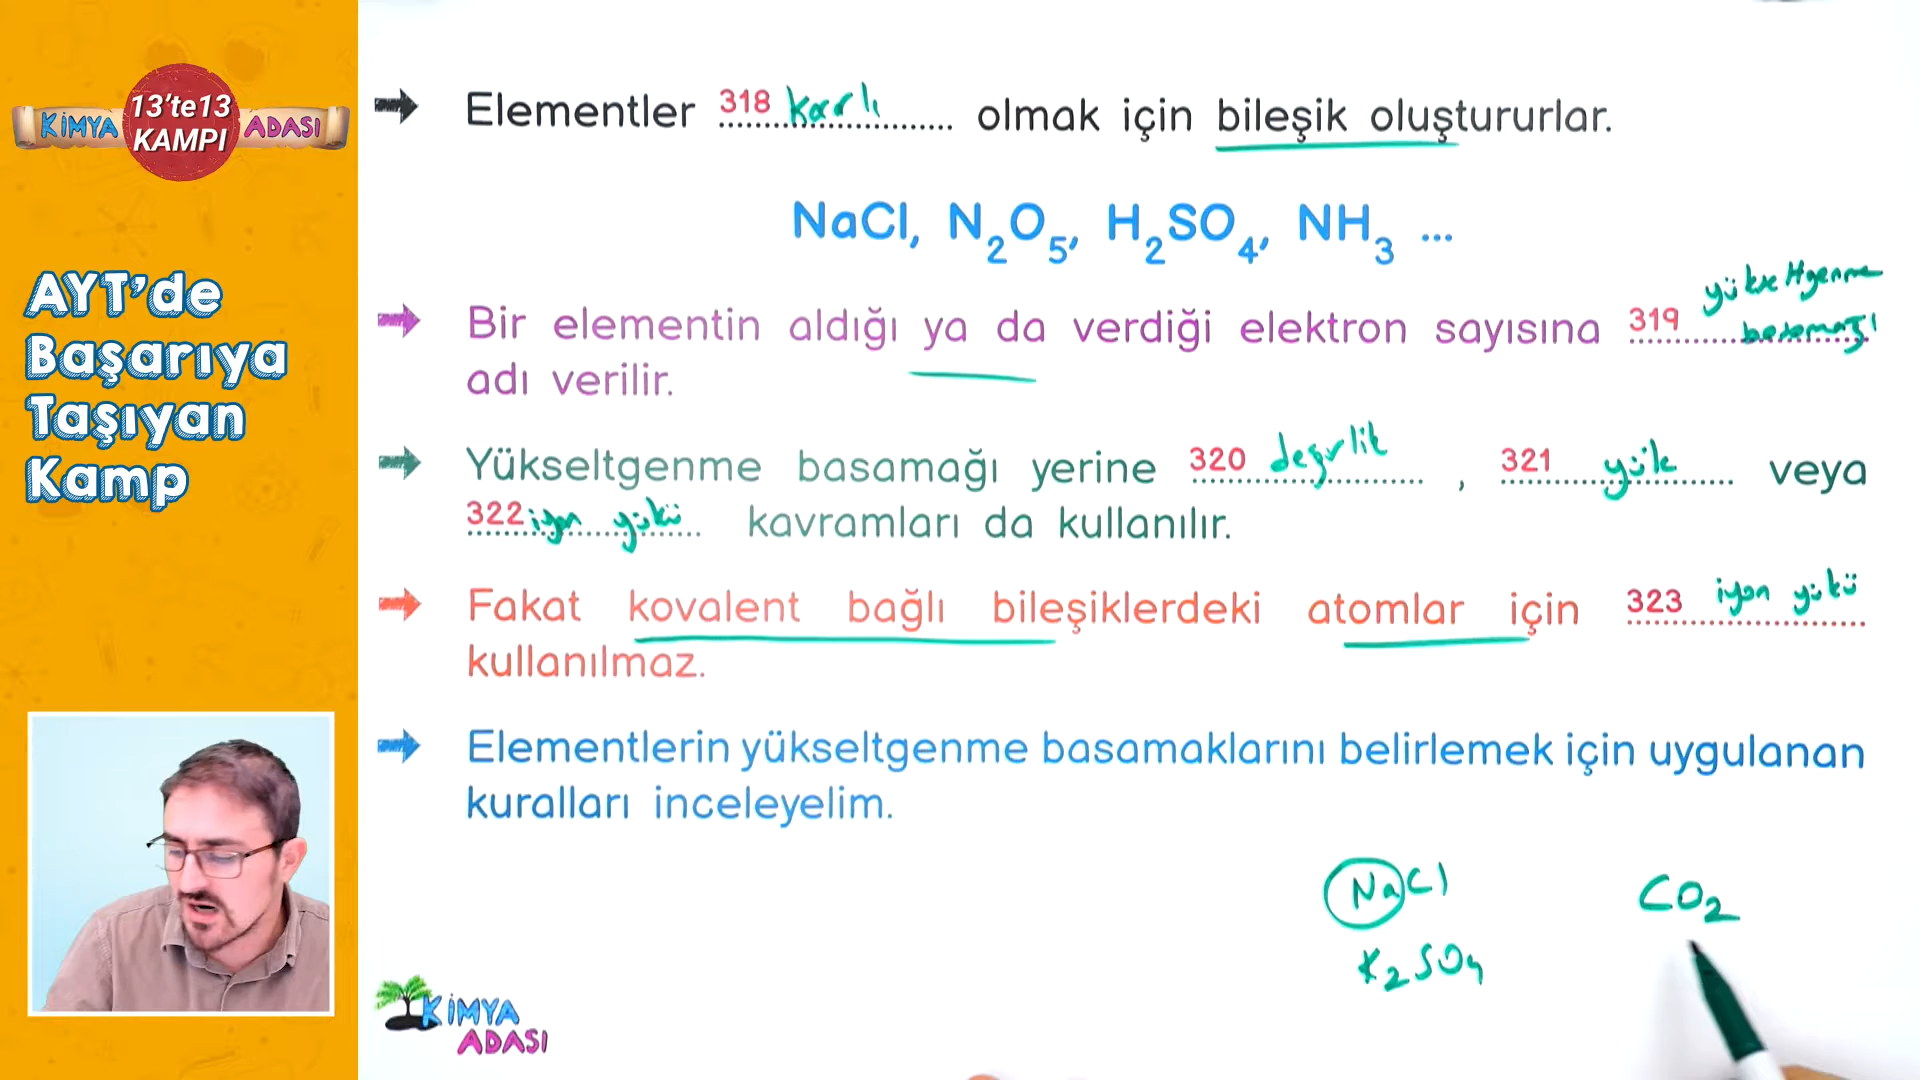 KİMYA 13'te13 KAMPI ADASI
AYT'de
Başarıya
Taşıyan
Kamp
Elementler 318 karlı olmak için bileşik oluştururlar.
NaCl, N₂O₅, H₂SO₄, NH₃ ...
yükseltgenme
Bir elementin aldığı ya da verdiği elektron sayısına 319 basamağı
adı verilir.
Yükseltgenme basamağı yerine 320 değerlik , 321 yük veya
322 iyon yükü kavramları da kullanılır.
Fakat kovalent bağlı bileşiklerdeki atomlar için 323 iyon yükü
kullanılmaz.
Elementlerin yükseltgenme basamaklarını belirlemek için uygulanan
kuralları inceleyelim.
NaCl CO₂
K₂SO₄
KİMYA
ADASI